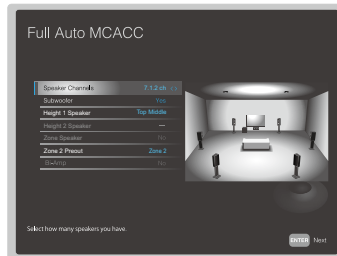 Full Auto MCACC
Speaker Channels 7.1.2 ch <>
Subwoofer Yes
Height 1 Speaker Top Middle
Height 2 Speaker ---
Zone Speaker No
Zone 2 Preout Zone 2
Bi-Amp No
Select how many speakers you have.
ENTER Next